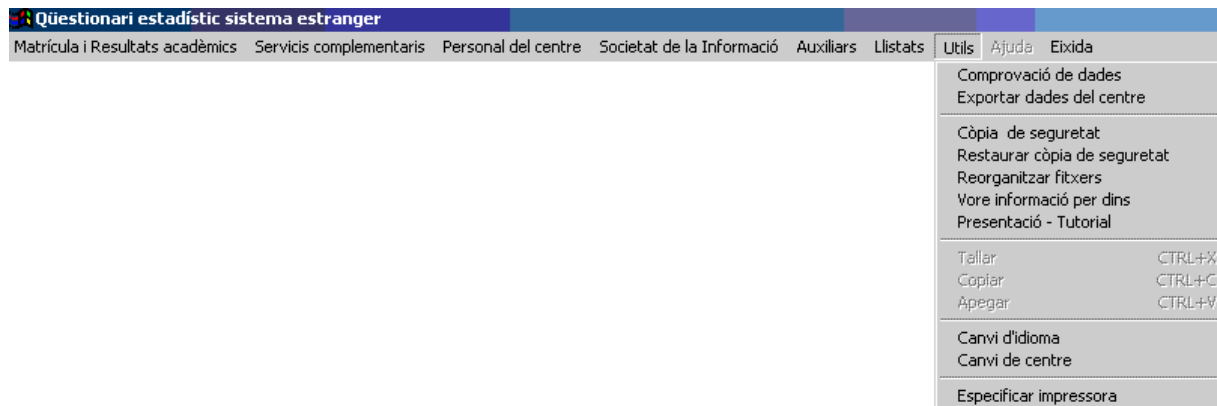 Qüestionari estadístic sistema estranger
Matrícula i Resultats acadèmics Servicis complementaris Personal del centre Societat de la Informació Auxiliars Llistats Utils Ajuda Eixida
Comprovació de dades
Exportar dades del centre
Còpia de seguretat
Restaurar còpia de seguretat
Reorganitzar fitxers
Vore informació per dins
Presentació - Tutorial
Tallar CTRL+X
Copiar CTRL+C
Apegar CTRL+V
Canvi d'idioma
Canvi de centre
Especificar impressora